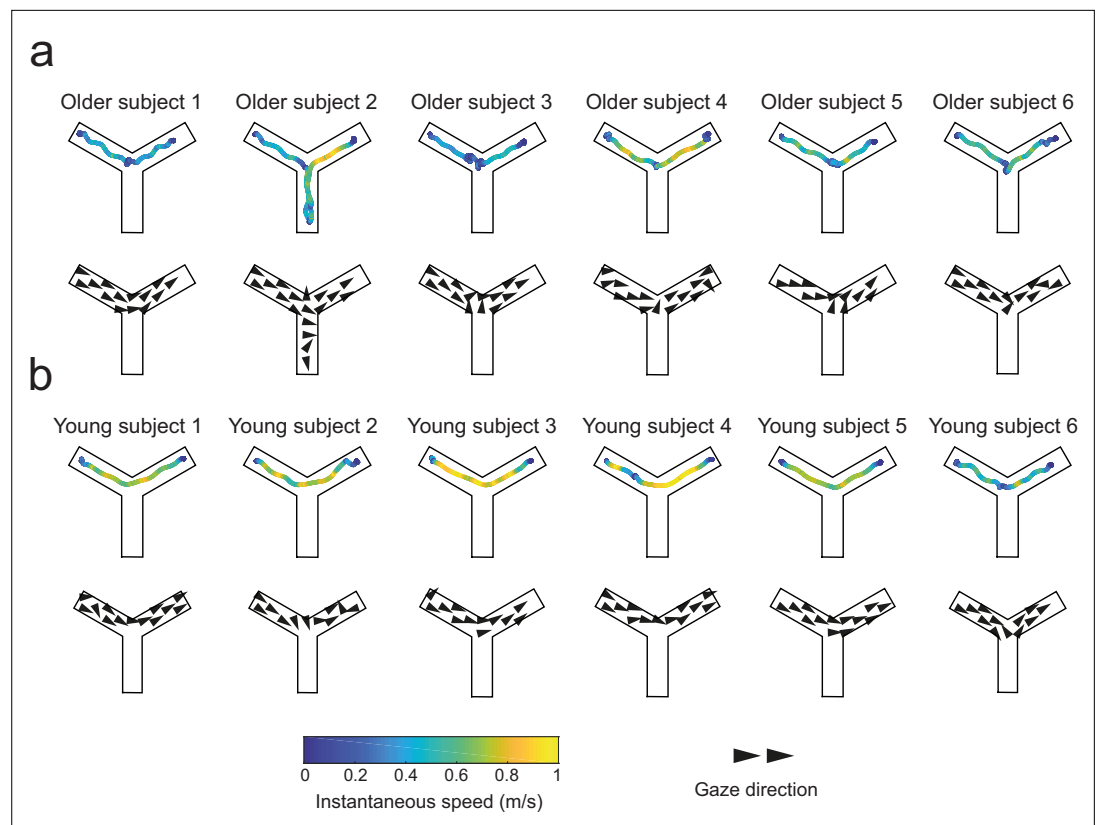 a
Older subject 1 Older subject 2 Older subject 3 Older subject 4 Older subject 5 Older subject 6
b
Young subject 1 Young subject 2 Young subject 3 Young subject 4 Young subject 5 Young subject 6
0 0.2 0.4 0.6 0.8 1
Instantaneous speed (m/s)
Gaze direction